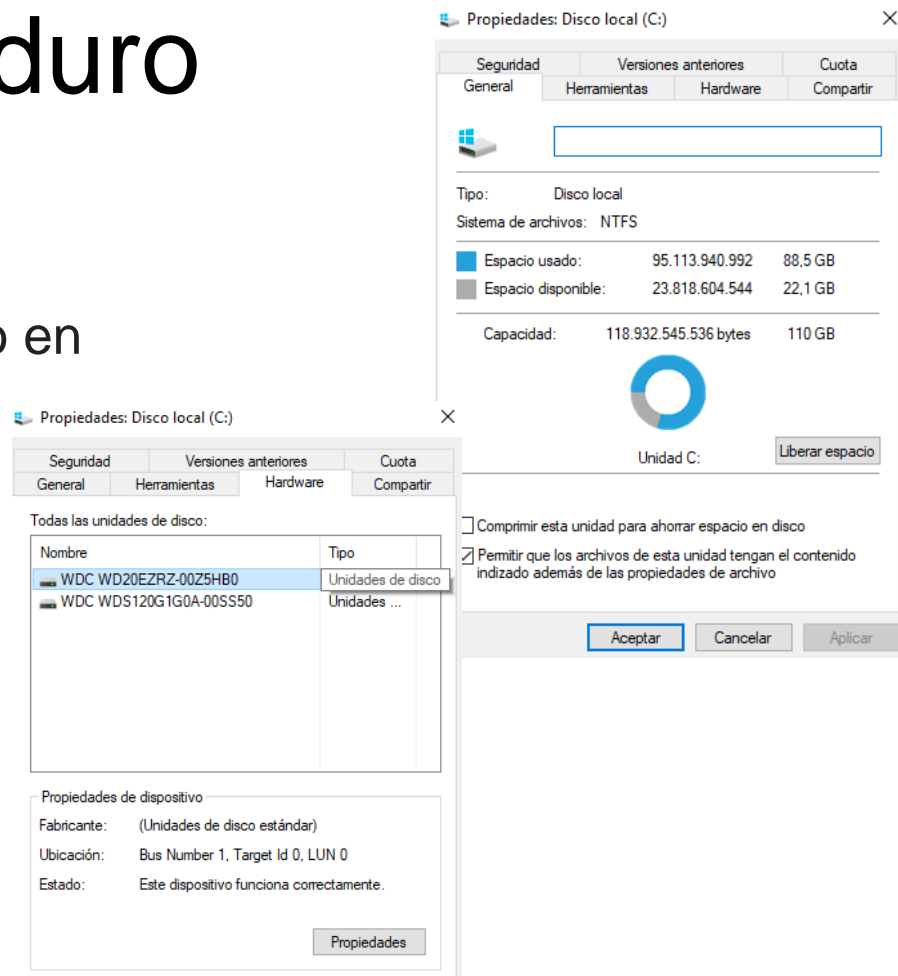 duro
o en
Propiedades: Disco local (C:)
Seguridad Versiones anteriores Cuota
General Herramientas Hardware Compartir
Tipo: Disco local
Sistema de archivos: NTFS
Espacio usado: 95.113.940.992 88,5 GB
Espacio disponible: 23.818.604.544 22,1 GB
Capacidad: 118.932.545.536 bytes 110 GB
Unidad C: Liberar espacio
Comprimir esta unidad para ahorrar espacio en disco
Permitir que los archivos de esta unidad tengan el contenido
indizado además de las propiedades de archivo
Aceptar Cancelar Aplicar
Propiedades: Disco local (C:)
Seguridad Versiones anteriores Cuota
General Herramientas Hardware Compartir
Todas las unidades de disco:
Nombre Tipo
WDC WD20EZRZ-00Z5HB0 Unidades de disco
WDC WDS120G1G0A-00SS50 Unidades ...
Propiedades de dispositivo
Fabricante: (Unidades de disco estándar)
Ubicación: Bus Number 1, Target Id 0, LUN 0
Estado: Este dispositivo funciona correctamente.
Propiedades